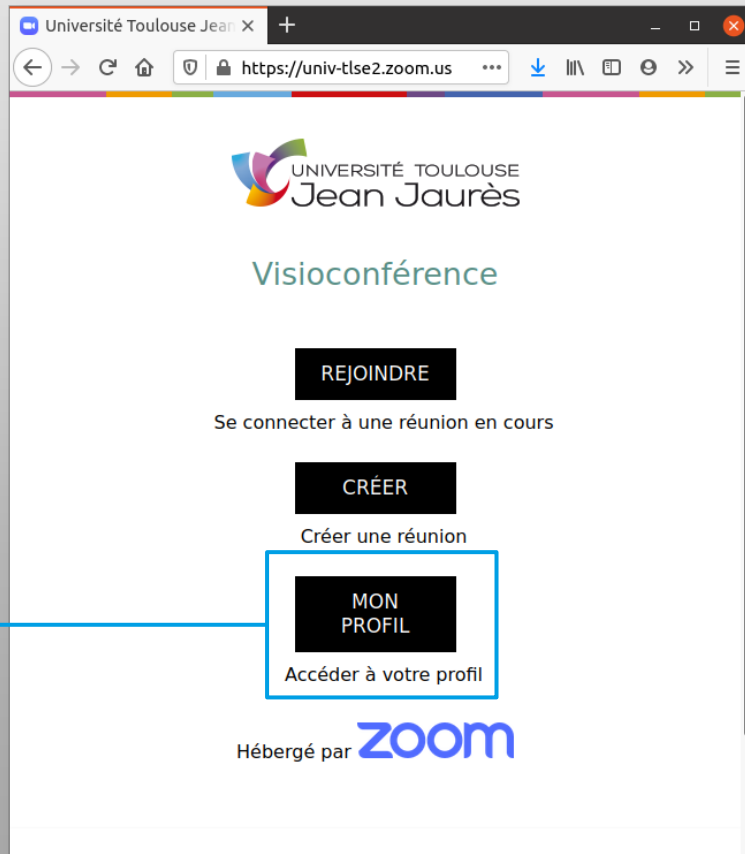 Université Toulouse Jean
https://univ-tlse2.zoom.us
UNIVERSITÉ TOULOUSE
Jean Jaurès
Visioconférence
REJOINDRE
Se connecter à une réunion en cours
CRÉER
Créer une réunion
MON
PROFIL
Accéder à votre profil
Hébergé par zoom